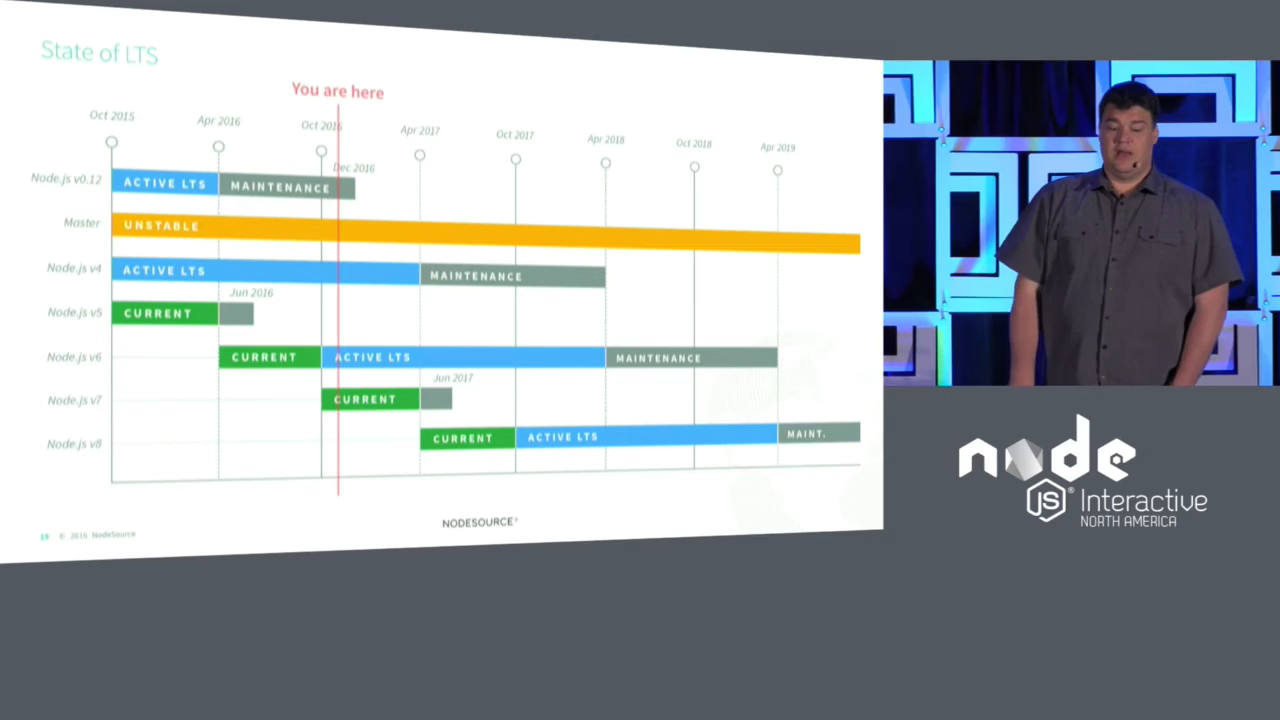 State of LTS
You are here
Oct 2015
Apr 2016
Oct 2016
Apr 2017
Oct 2017
Apr 2018
Oct 2018
Apr 2019
Dec 2016
Node.js v0.12
ACTIVE LTS
MAINTENANCE
Master
UNSTABLE
Node.js v4
ACTIVE LTS
MAINTENANCE
Jun 2016
Node.js v5
CURRENT
Node.js v6
CURRENT
ACTIVE LTS
MAINTENANCE
Jun 2017
Node.js v7
CURRENT
Node.js v8
CURRENT
ACTIVE LTS
MAINT.
NODESOURCE®
19 © 2016 NodeSource
node
JS® Interactive
NORTH AMERICA